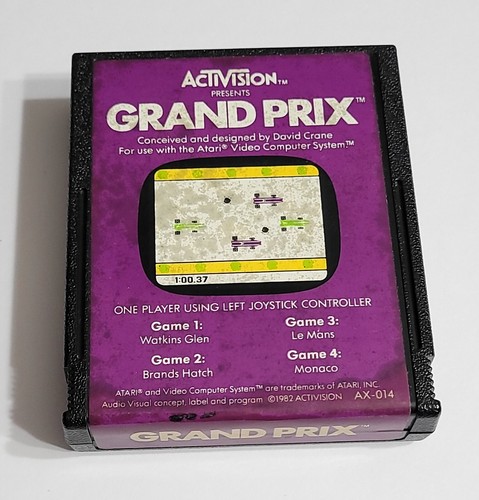 ACTIVISION™
PRESENTS
GRAND PRIX™
Conceived and designed by David Crane
For use with the Atari® Video Computer System™
1:00.37
ONE PLAYER USING LEFT JOYSTICK CONTROLLER
Game 1:
Watkins Glen
Game 2:
Brands Hatch
Game 3:
Le Mans
Game 4:
Monaco
ATARI® and Video Computer System™ are trademarks of ATARI, INC.
Audio Visual concept, label and program ©1982 ACTIVISION AX-014
GRAND PRIX™